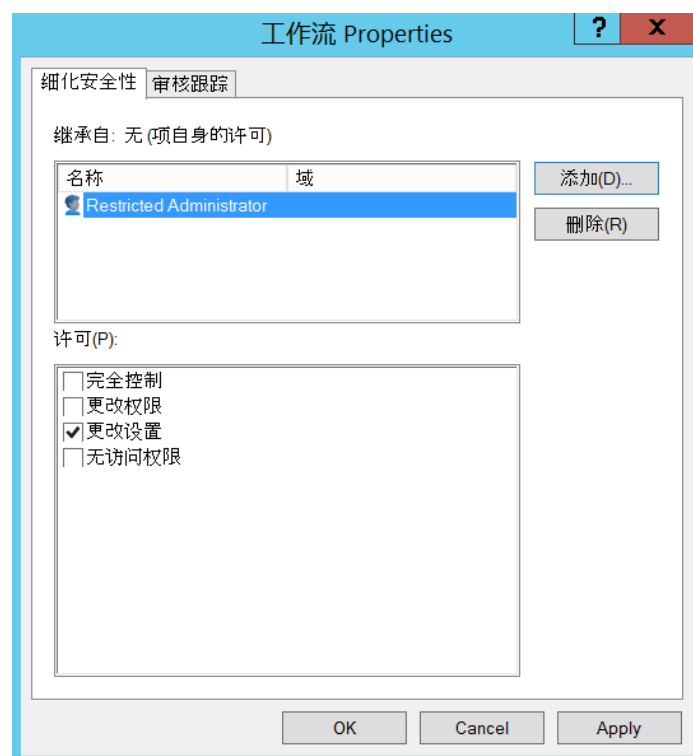 工作流 Properties
? X
细化安全性 审核跟踪
继承自: 无 (项自身的许可)
名称 域
添加(D)...
Restricted Administrator
删除(R)
许可(P):
完全控制
更改权限
更改设置
无访问权限
OK Cancel Apply